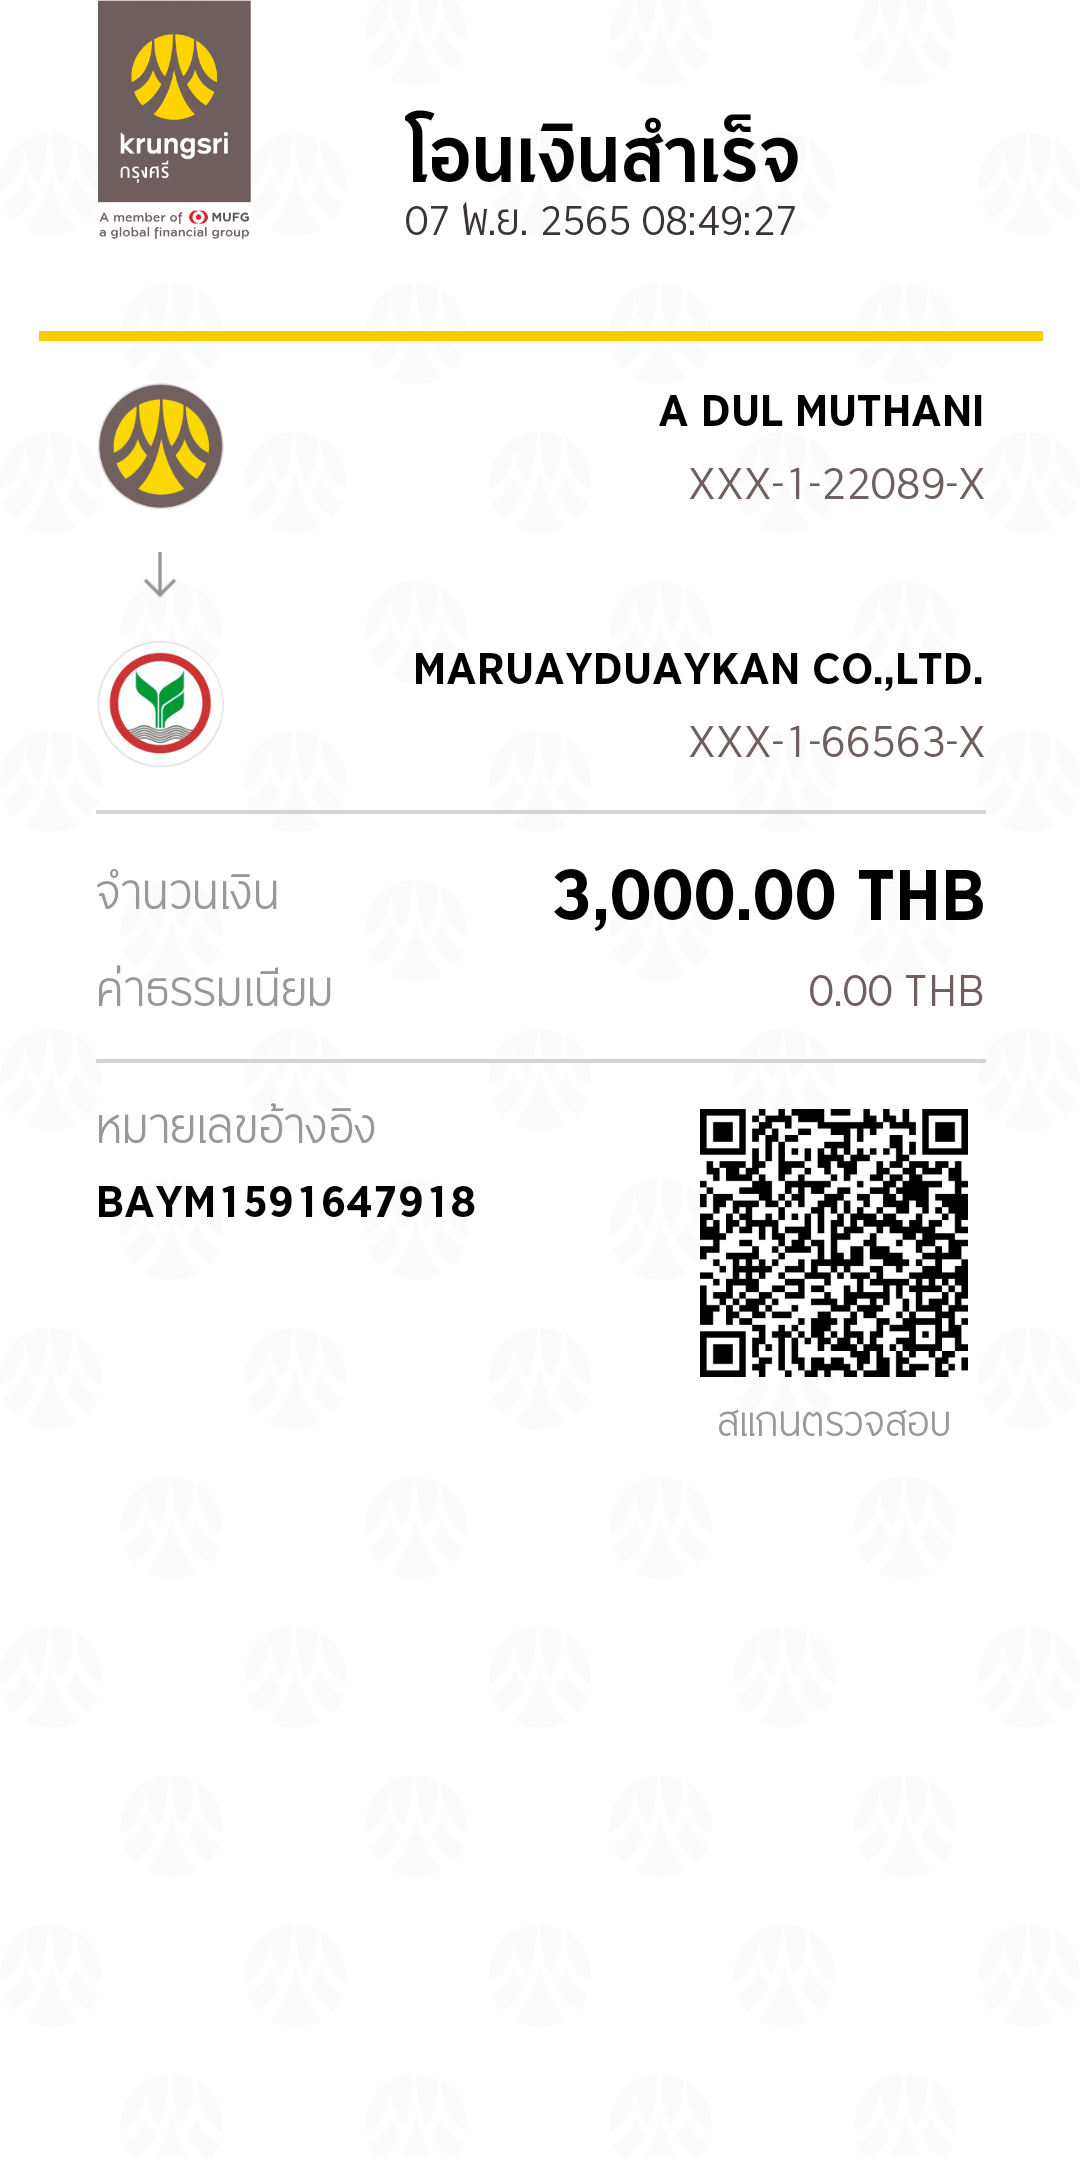 krungsri
กรุงศรี
A member of MUFG
a global financial group
โอนเงินสำเร็จ
07 พ.ย. 2565 08:49:27
A DUL MUTHANI
XXX-1-22089-X
MARUAYDUAYKAN CO.,LTD.
XXX-1-66563-X
จำนวนเงิน 3,000.00 THB
ค่าธรรมเนียม 0.00 THB
หมายเลขอ้างอิง
BAYM1591647918
สแกนตรวจสอบ